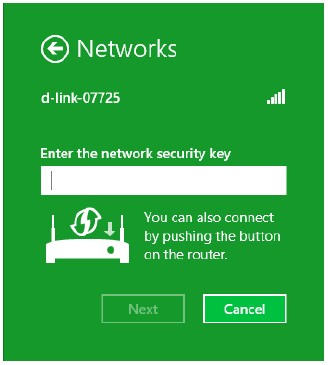 Networks
d-link-07725
Enter the network security key
You can also connect
by pushing the button
on the router.
Next
Cancel